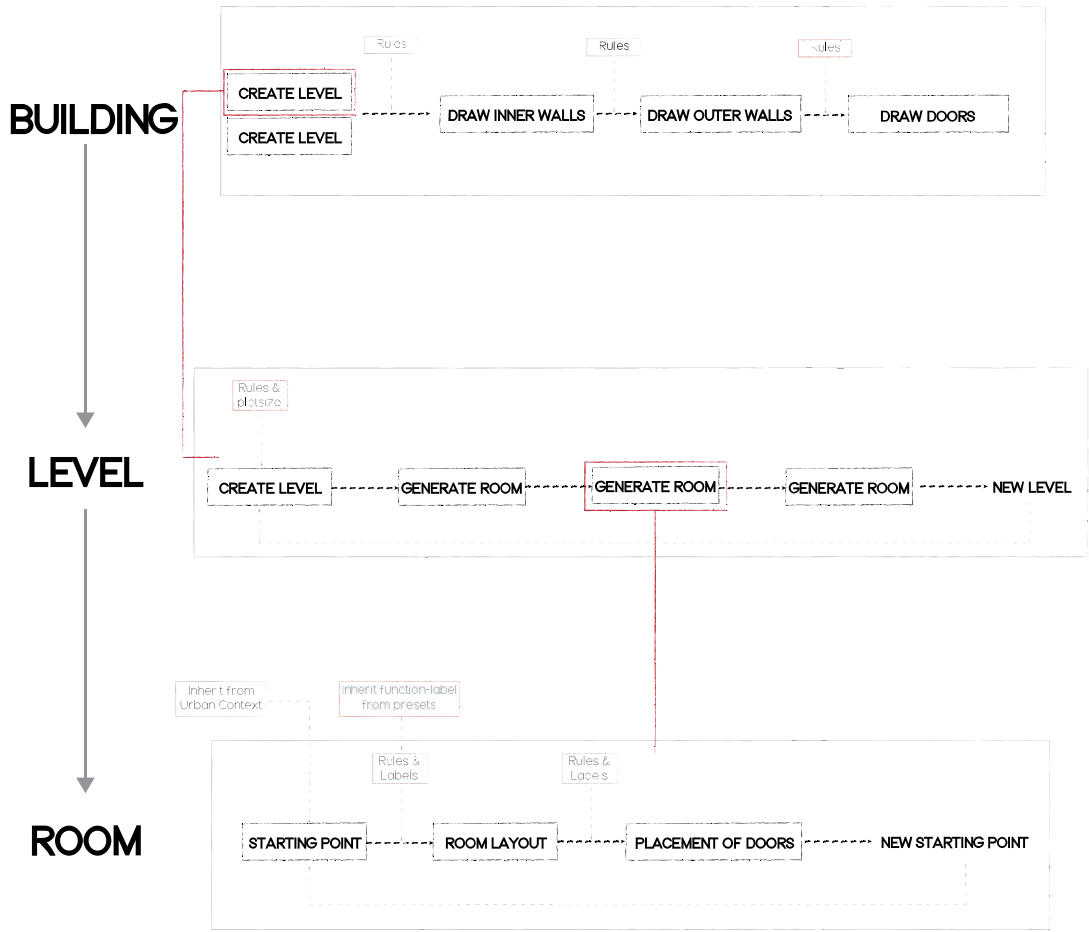 BUILDING
Rules
Rules
Rules
CREATE LEVEL
CREATE LEVEL
DRAW INNER WALLS
DRAW OUTER WALLS
DRAW DOORS
LEVEL
Rules &
plotsize
CREATE LEVEL
GENERATE ROOM
GENERATE ROOM
GENERATE ROOM
NEW LEVEL
Inherit from
Urban Context
Inherit function-label
from presets
ROOM
Rules &
Labels
Rules &
Labels
STARTING POINT
ROOM LAYOUT
PLACEMENT OF DOORS
NEW STARTING POINT